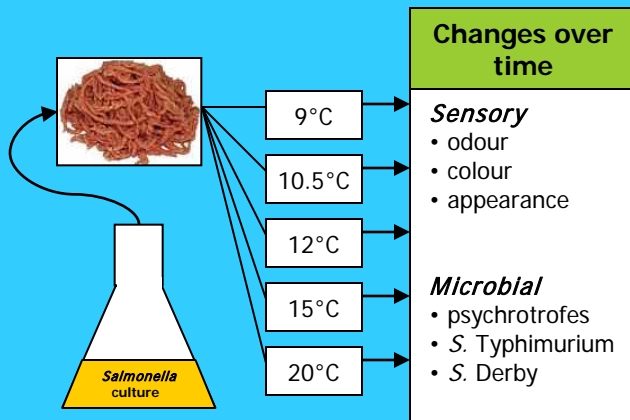 Changes over
time
9°C
10.5°C
12°C
15°C
20°C
Sensory
• odour
• colour
• appearance
Microbial
• psychrotrofes
• S. Typhimurium
• S. Derby
Salmonella
culture